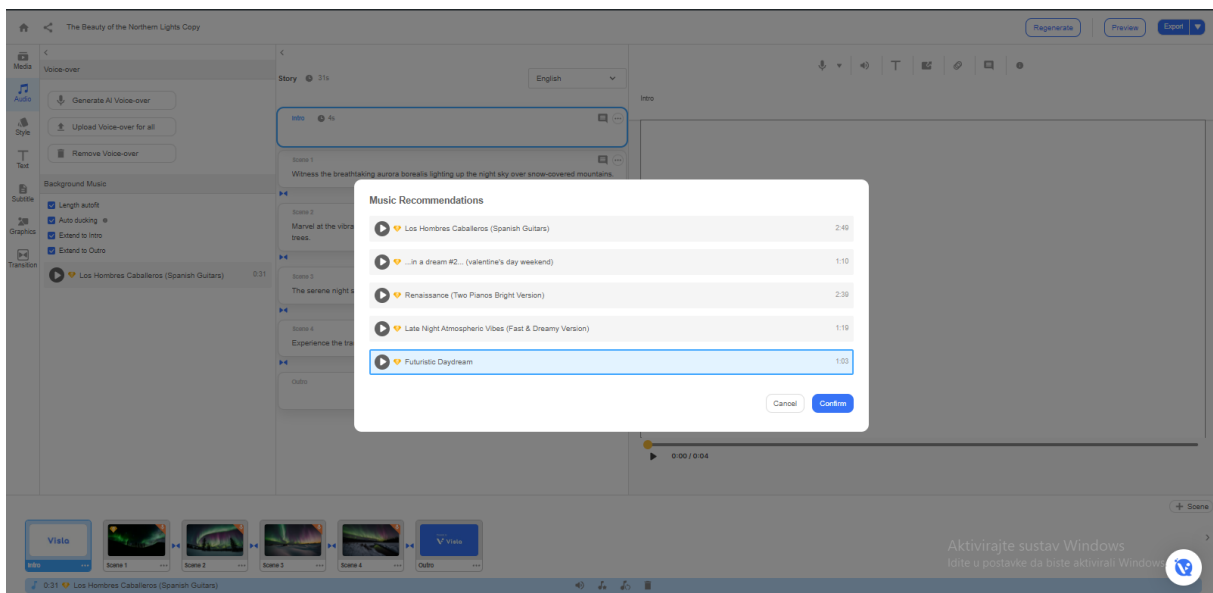 The Beauty of the Northern Lights Copy
Regenerate
Preview
Export
Media
Audio
Style
Text
Subtitle
Graphics
Transition
Voice-over
Generate AI Voice-over
Upload Voice-over for all
Remove Voice-over
Background Music
Length autofit
Auto ducking
Extend to Intro
Extend to Outro
Los Hombres Caballeros (Spanish Guitars) 0:31
Story 31s
English
Intro 4s
Scene 1
Witness the breathtaking aurora borealis lighting up the night sky over snow-covered mountains.
Scene 2
Marvel at the vibra
trees.
Scene 3
The serene night s
Scene 4
Experience the tra
Outro
Intro
Music Recommendations
Los Hombres Caballeros (Spanish Guitars) 2:49
...in a dream #2... (valentine's day weekend) 1:10
Renaissance (Two Pianos Bright Version) 2:39
Late Night Atmospheric Vibes (Fast & Dreamy Version) 1:19
Futuristic Daydream 1:03
Cancel
Confirm
0:00 / 0:04
+ Scene
Visla
Visla
Intro
Scene 1
Scene 2
Scene 3
Scene 4
Outro
0:31 Los Hombres Caballeros (Spanish Guitars)
Aktivirajte sustav Windows
Idite u postavke da biste aktivirali Windows